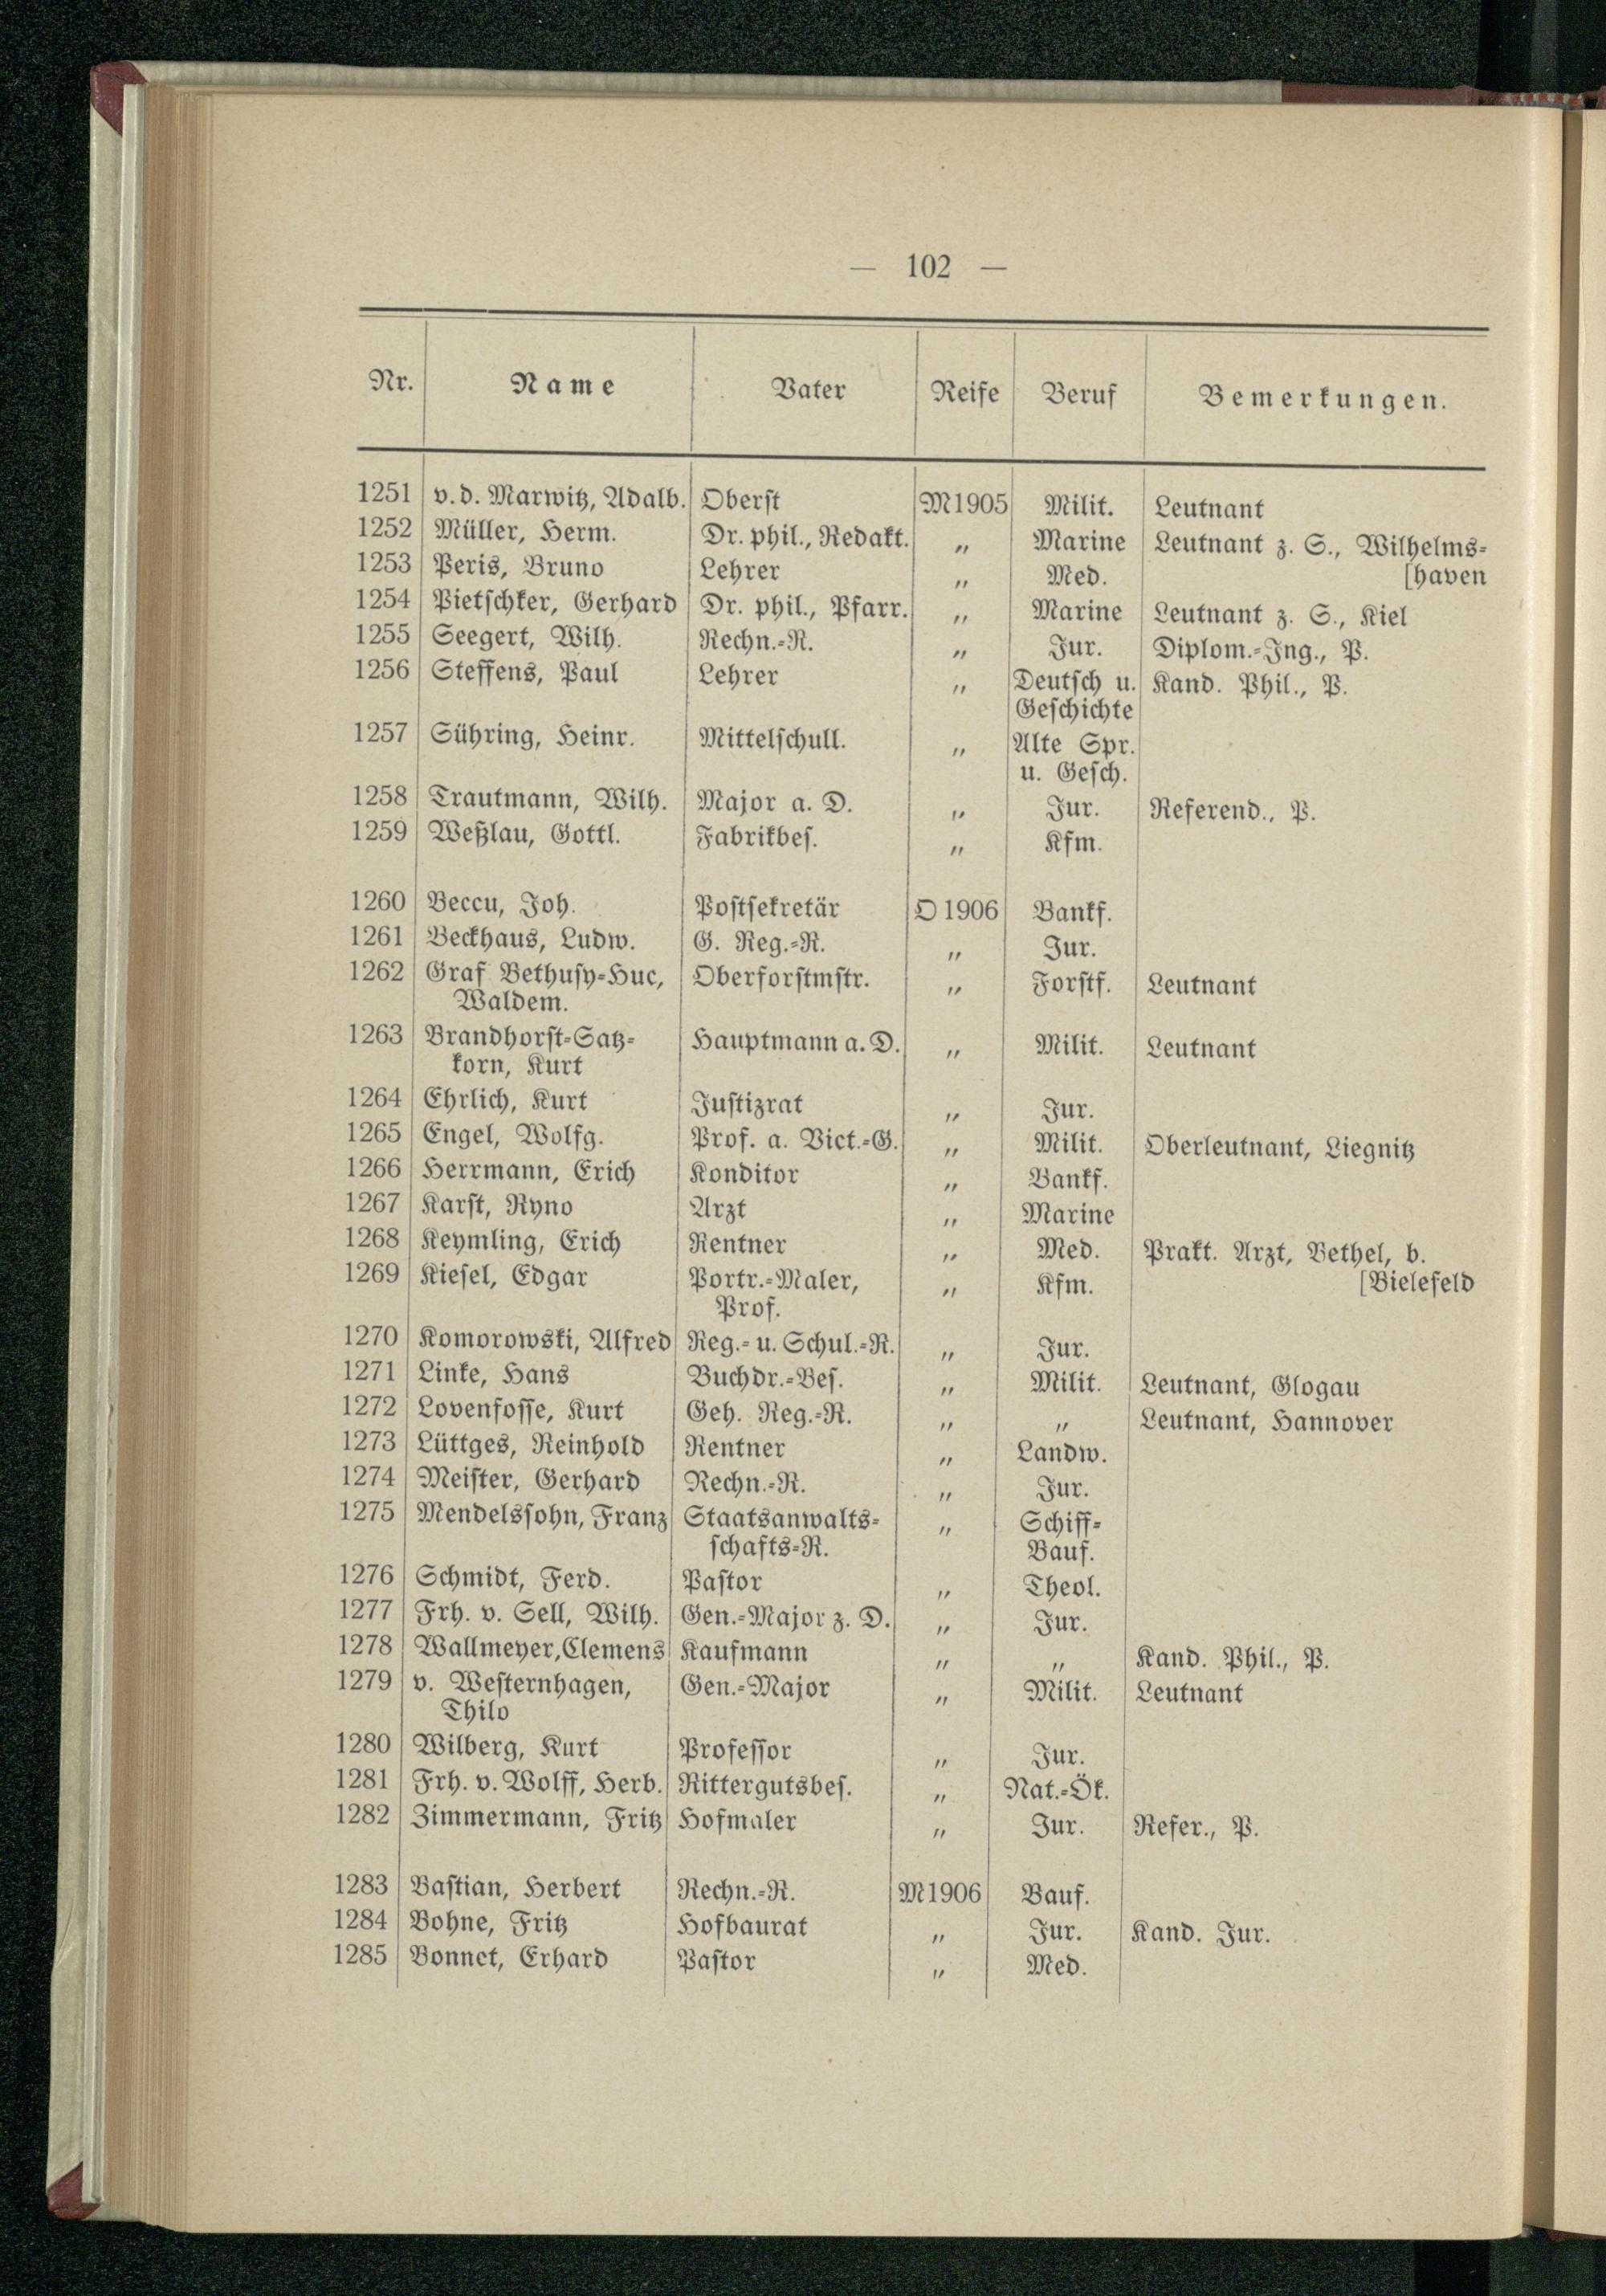 — 102 —
Nr. Name Vater Reife Beruf Bemerkungen.
1251 v. d. Marwitz, Adalb. Oberst M1905 Milit. Leutnant
1252 Müller, Herm. Dr. phil., Redakt. „ Marine Leutnant z. S., Wilhelms-
1253 Peris, Bruno Lehrer „ Med. [haven
1254 Pietschker, Gerhard Dr. phil., Pfarr. „ Marine Leutnant z. S., Kiel
1255 Seegert, Wilh. Rechn.-R. „ Jur. Diplom.-Ing., P.
1256 Steffens, Paul Lehrer „ Deutsch u. Kand. Phil., P.
Geschichte
1257 Sühring, Heinr. Mittelschull. „ Alte Spr.
u. Gesch.
1258 Trautmann, Wilh. Major a. D. „ Jur. Referend., P.
1259 Weßlau, Gottl. Fabrikbes. „ Kfm.
1260 Beccu, Joh. Postsekretär O 1906 Bankf.
1261 Beckhaus, Ludw. G. Reg.-R. „ Jur.
1262 Graf Bethusy-Huc, Oberforstmstr. „ Forstf. Leutnant
Waldem.
1263 Brandhorst-Satz- Hauptmann a. D. „ Milit. Leutnant
korn, Kurt
1264 Ehrlich, Kurt Justizrat „ Jur.
1265 Engel, Wolfg. Prof. a. Vict.-G. „ Milit. Oberleutnant, Liegnitz
1266 Herrmann, Erich Konditor „ Bankf.
1267 Karst, Ryno Arzt „ Marine
1268 Keymling, Erich Rentner „ Med. Prakt. Arzt, Bethel, b.
1269 Kiesel, Edgar Portr.-Maler, „ Kfm. [Bielefeld
Prof.
1270 Komorowski, Alfred Reg.- u. Schul.-R. „ Jur.
1271 Linke, Hans Buchdr.-Bes. „ Milit. Leutnant, Glogau
1272 Lovenfosse, Kurt Geh. Reg.-R. „ „ Leutnant, Hannover
1273 Lüttges, Reinhold Rentner „ Landw.
1274 Meister, Gerhard Rechn.-R. „ Jur.
1275 Mendelssohn, Franz Staatsanwalts- „ Schiff-
schafts-R. Bauf.
1276 Schmidt, Ferd. Pastor „ Theol.
1277 Frh. v. Sell, Wilh. Gen.-Major z. D. „ Jur.
1278 Wallmeyer, Clemens Kaufmann „ „ Kand. Phil., P.
1279 v. Westernhagen, Gen.-Major „ Milit. Leutnant
Thilo
1280 Wilberg, Kurt Professor „ Jur.
1281 Frh. v. Wolff, Herb. Rittergutsbes. „ Nat.-Ök.
1282 Zimmermann, Fritz Hofmaler „ Jur. Refer., P.
1283 Bastian, Herbert Rechn.-R. M1906 Bauf.
1284 Bohne, Fritz Hofbaurat „ Jur. Kand. Jur.
1285 Bonnet, Erhard Pastor „ Med.